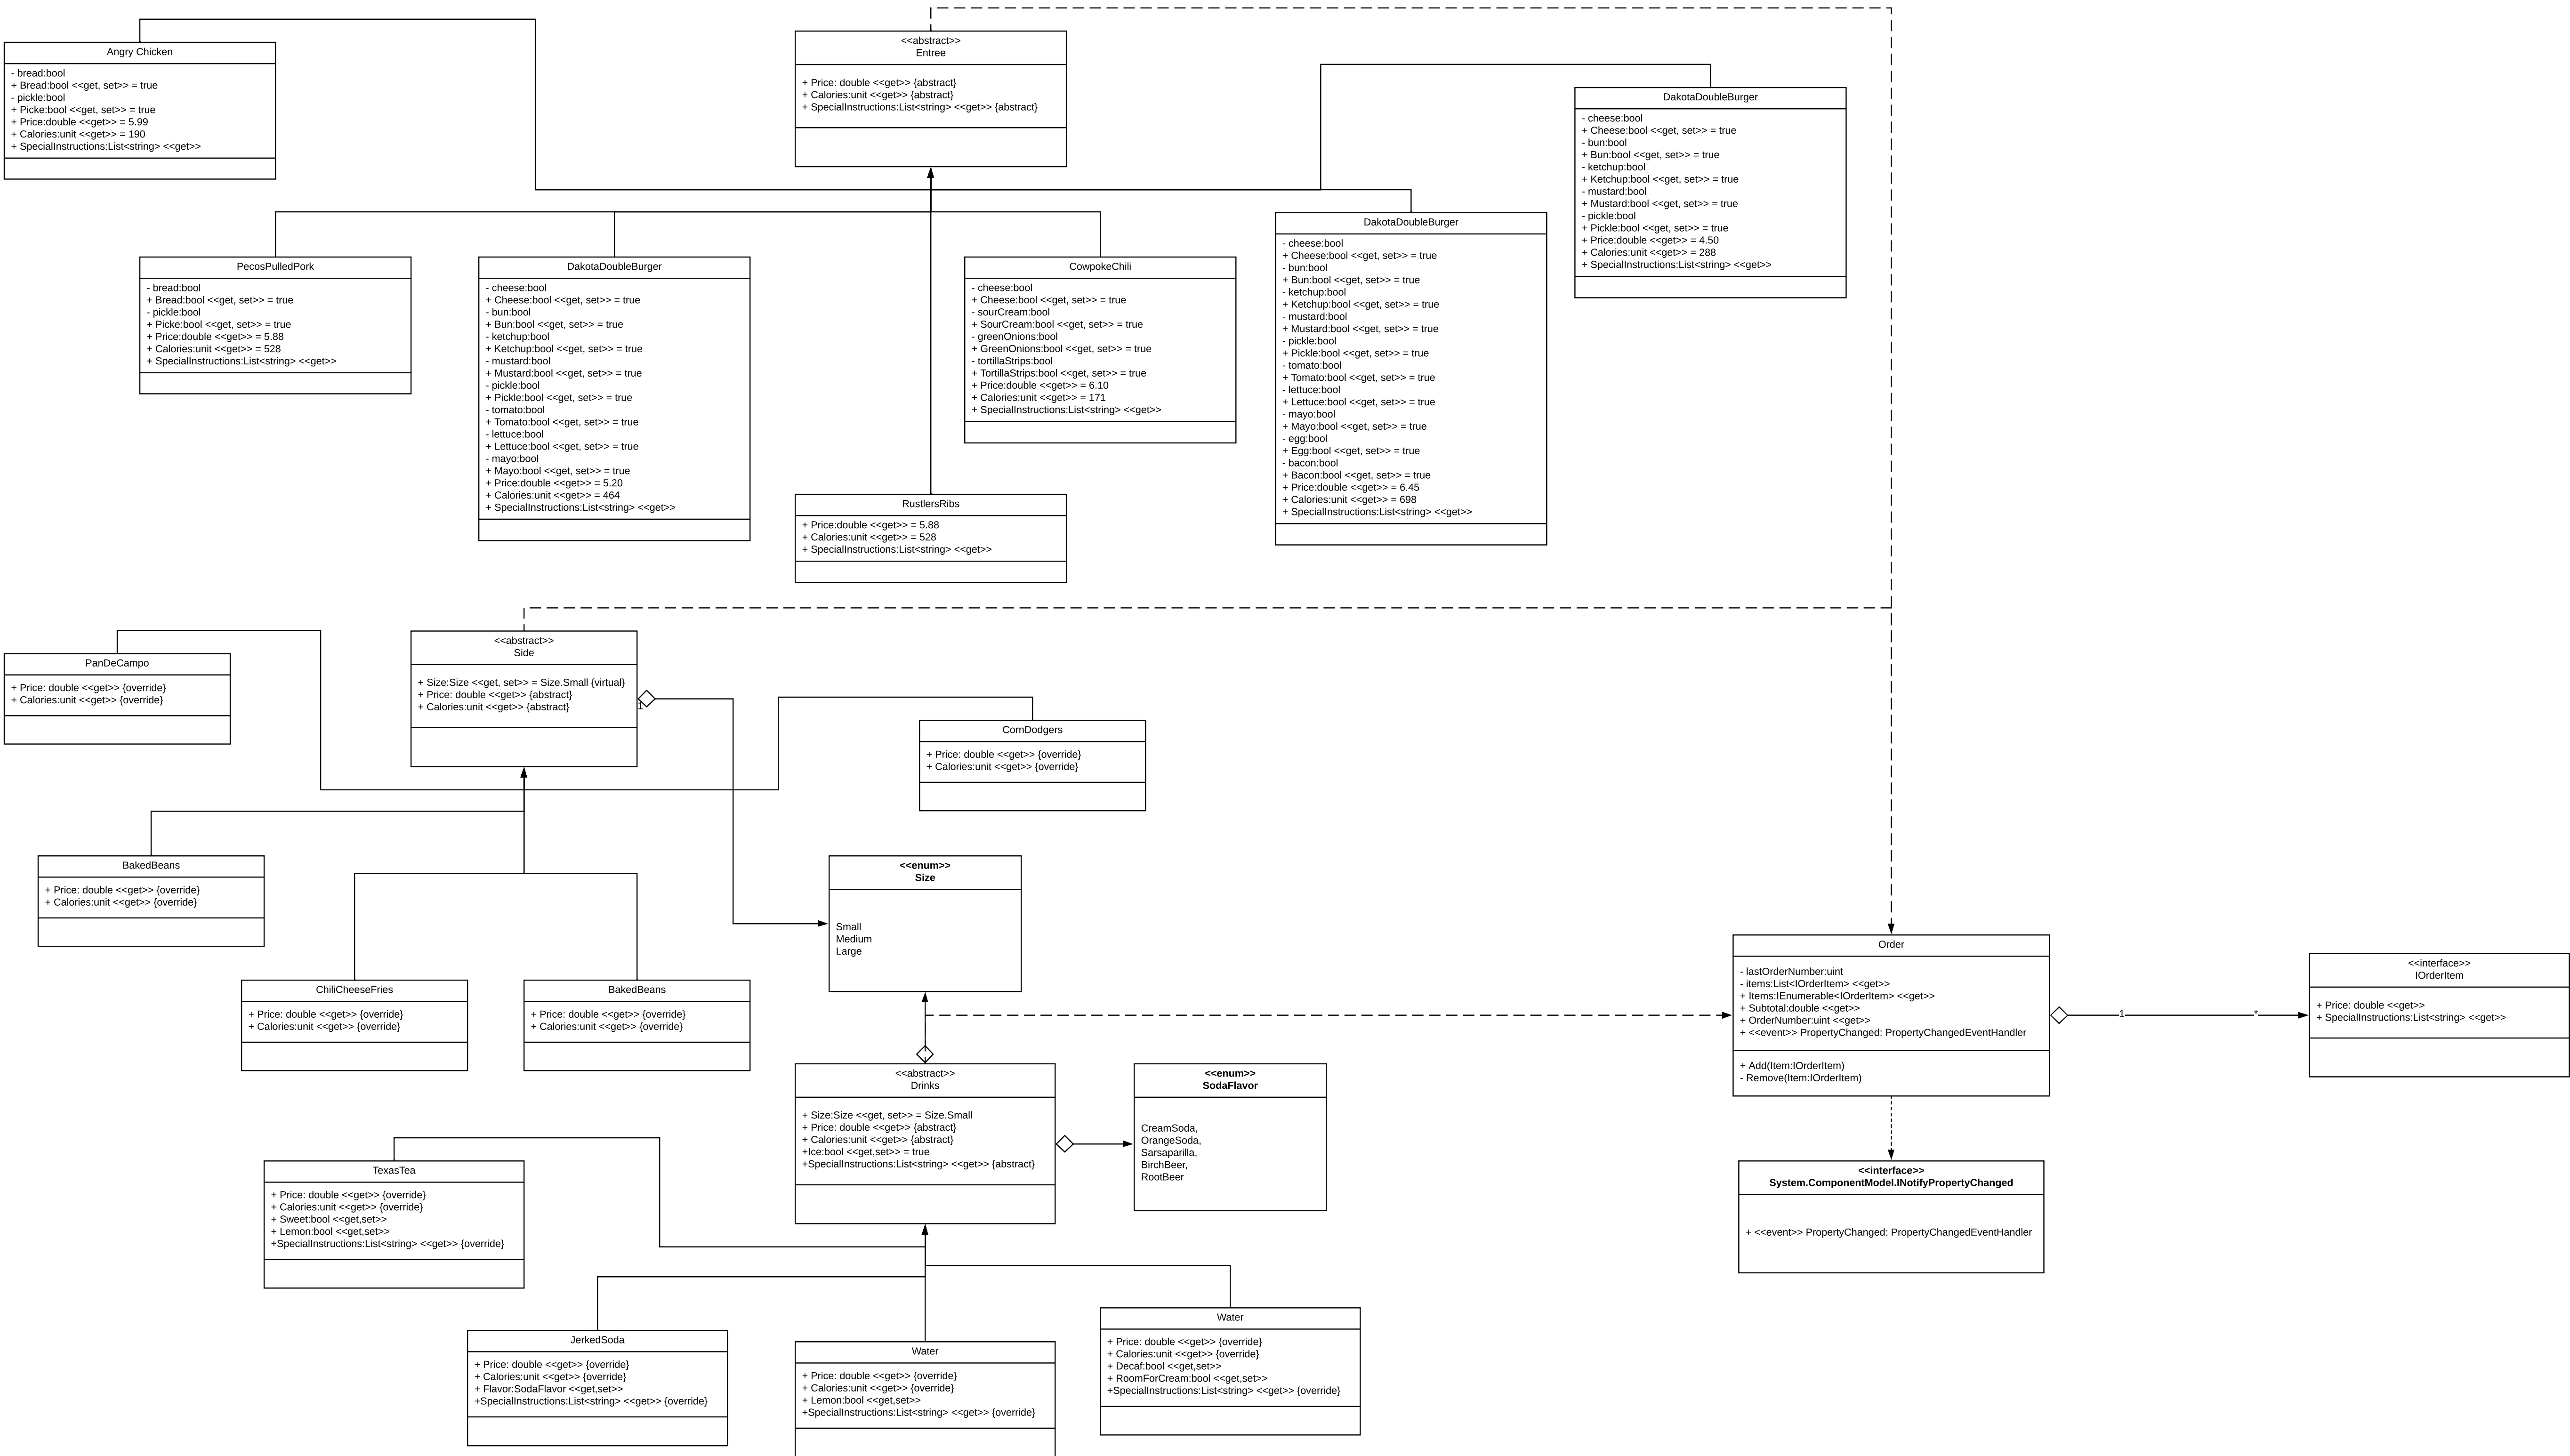 Angry Chicken
- bread:bool
+ Bread:bool <<get, set>> = true
- pickle:bool
+ Picke:bool <<get, set>> = true
+ Price:double <<get>> = 5.99
+ Calories:unit <<get>> = 190
+ SpecialInstructions:List<string> <<get>>
<<abstract>>
Entree
+ Price: double <<get>> {abstract}
+ Calories:unit <<get>> {abstract}
+ SpecialInstructions:List<string> <<get>> {abstract}
DakotaDoubleBurger
- cheese:bool
+ Cheese:bool <<get, set>> = true
- bun:bool
+ Bun:bool <<get, set>> = true
- ketchup:bool
+ Ketchup:bool <<get, set>> = true
- mustard:bool
+ Mustard:bool <<get, set>> = true
- pickle:bool
+ Pickle:bool <<get, set>> = true
+ Price:double <<get>> = 4.50
+ Calories:unit <<get>> = 288
+ SpecialInstructions:List<string> <<get>>
PecosPulledPork
- bread:bool
+ Bread:bool <<get, set>> = true
- pickle:bool
+ Picke:bool <<get, set>> = true
+ Price:double <<get>> = 5.88
+ Calories:unit <<get>> = 528
+ SpecialInstructions:List<string> <<get>>
DakotaDoubleBurger
- cheese:bool
+ Cheese:bool <<get, set>> = true
- bun:bool
+ Bun:bool <<get, set>> = true
- ketchup:bool
+ Ketchup:bool <<get, set>> = true
- mustard:bool
+ Mustard:bool <<get, set>> = true
- pickle:bool
+ Pickle:bool <<get, set>> = true
- tomato:bool
+ Tomato:bool <<get, set>> = true
- lettuce:bool
+ Lettuce:bool <<get, set>> = true
- mayo:bool
+ Mayo:bool <<get, set>> = true
+ Price:double <<get>> = 5.20
+ Calories:unit <<get>> = 464
+ SpecialInstructions:List<string> <<get>>
CowpokeChili
- cheese:bool
+ Cheese:bool <<get, set>> = true
- sourCream:bool
+ SourCream:bool <<get, set>> = true
- greenOnions:bool
+ GreenOnions:bool <<get, set>> = true
- tortillaStrips:bool
+ TortillaStrips:bool <<get, set>> = true
+ Price:double <<get>> = 6.10
+ Calories:unit <<get>> = 171
+ SpecialInstructions:List<string> <<get>>
DakotaDoubleBurger
- cheese:bool
+ Cheese:bool <<get, set>> = true
- bun:bool
+ Bun:bool <<get, set>> = true
- ketchup:bool
+ Ketchup:bool <<get, set>> = true
- mustard:bool
+ Mustard:bool <<get, set>> = true
- pickle:bool
+ Pickle:bool <<get, set>> = true
- tomato:bool
+ Tomato:bool <<get, set>> = true
- lettuce:bool
+ Lettuce:bool <<get, set>> = true
- mayo:bool
+ Mayo:bool <<get, set>> = true
- egg:bool
+ Egg:bool <<get, set>> = true
- bacon:bool
+ Bacon:bool <<get, set>> = true
+ Price:double <<get>> = 6.45
+ Calories:unit <<get>> = 698
+ SpecialInstructions:List<string> <<get>>
RustlersRibs
+ Price:double <<get>> = 5.88
+ Calories:unit <<get>> = 528
+ SpecialInstructions:List<string> <<get>>
PanDeCampo
+ Price: double <<get>> {override}
+ Calories:unit <<get>> {override}
<<abstract>>
Side
+ Size:Size <<get, set>> = Size.Small {virtual}
+ Price: double <<get>> {abstract}
+ Calories:unit <<get>> {abstract}
1
CornDodgers
+ Price: double <<get>> {override}
+ Calories:unit <<get>> {override}
BakedBeans
+ Price: double <<get>> {override}
+ Calories:unit <<get>> {override}
<<enum>>
Size
Small
Medium
Large
ChiliCheeseFries
+ Price: double <<get>> {override}
+ Calories:unit <<get>> {override}
BakedBeans
+ Price: double <<get>> {override}
+ Calories:unit <<get>> {override}
Order
- lastOrderNumber:uint
- items:List<IOrderItem> <<get>>
+ Items:IEnumerable<IOrderItem> <<get>>
+ Subtotal:double <<get>>
+ OrderNumber:uint <<get>>
+ <<event>> PropertyChanged: PropertyChangedEventHandler
+ Add(Item:IOrderItem)
- Remove(Item:IOrderItem)
1
*
<<interface>>
IOrderItem
+ Price: double <<get>>
+ SpecialInstructions:List<string> <<get>>
<<abstract>>
Drinks
+ Size:Size <<get, set>> = Size.Small
+ Price: double <<get>> {abstract}
+ Calories:unit <<get>> {abstract}
+Ice:bool <<get,set>> = true
+SpecialInstructions:List<string> <<get>> {abstract}
<<enum>>
SodaFlavor
CreamSoda,
OrangeSoda,
Sarsaparilla,
BirchBeer,
RootBeer
<<interface>>
System.ComponentModel.INotifyPropertyChanged
+ <<event>> PropertyChanged: PropertyChangedEventHandler
TexasTea
+ Price: double <<get>> {override}
+ Calories:unit <<get>> {override}
+ Sweet:bool <<get,set>>
+ Lemon:bool <<get,set>>
+SpecialInstructions:List<string> <<get>> {override}
JerkedSoda
+ Price: double <<get>> {override}
+ Calories:unit <<get>> {override}
+ Flavor:SodaFlavor <<get,set>>
+SpecialInstructions:List<string> <<get>> {override}
Water
+ Price: double <<get>> {override}
+ Calories:unit <<get>> {override}
+ Lemon:bool <<get,set>>
+SpecialInstructions:List<string> <<get>> {override}
Water
+ Price: double <<get>> {override}
+ Calories:unit <<get>> {override}
+ Decaf:bool <<get,set>>
+ RoomForCream:bool <<get,set>>
+SpecialInstructions:List<string> <<get>> {override}